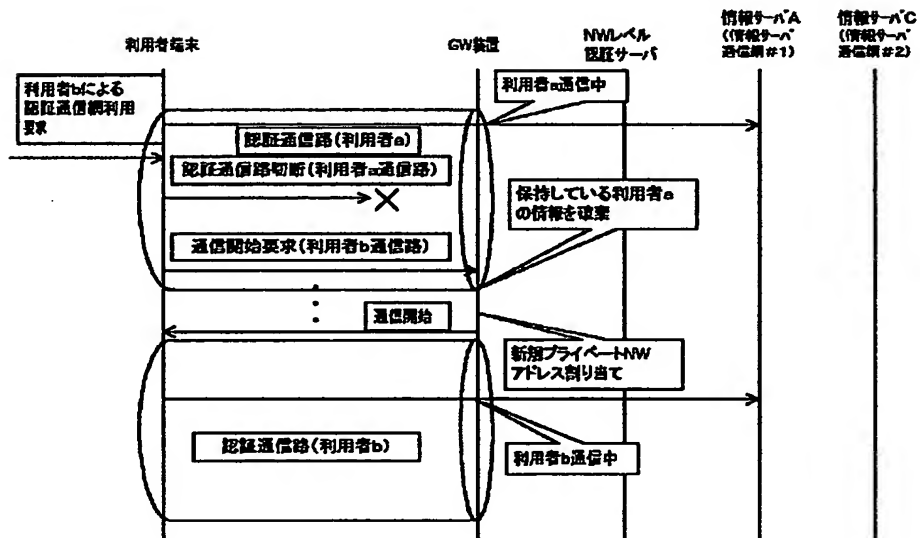 利用者端末
GW装置
NWレベル
認証サーバ
情報サーバA
(情報サーバ
通信網#1)
情報サーバC
(情報サーバ
通信網#2)
利用者bによる
認証通信網利用
要求
利用者a通信中
認証通信路(利用者a)
認証通信路切断(利用者a通信路)
保持している利用者a
の情報を破棄
通信開始要求(利用者b通信路)
通信開始
新規プライベートNW
アドレス割り当て
認証通信路(利用者b)
利用者b通信中